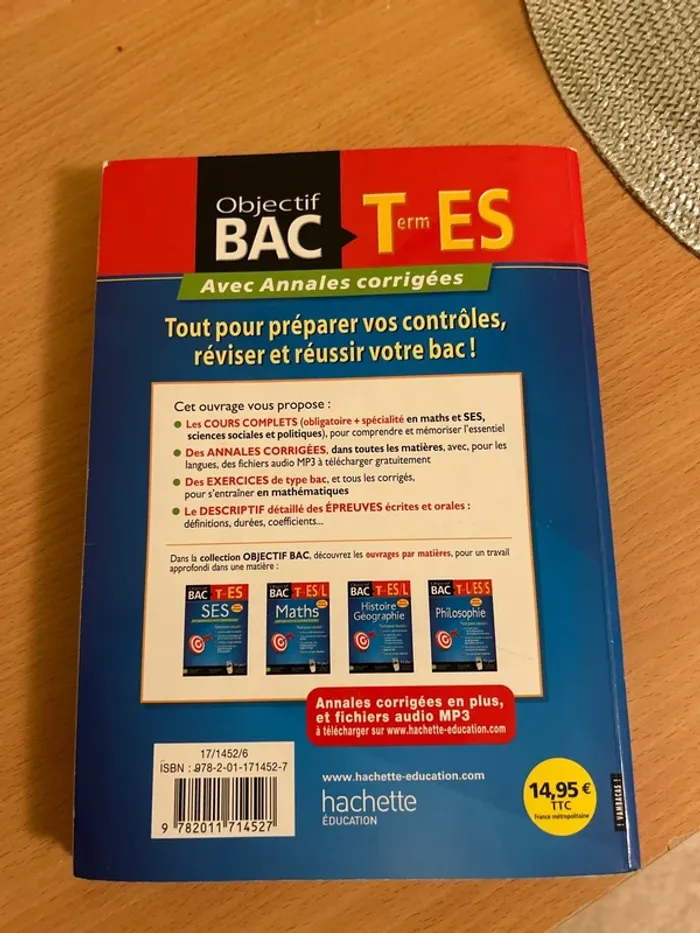 Objectif
BAC
Term ES
Avec Annales corrigées
Tout pour préparer vos contrôles,
réviser et réussir votre bac !
Cet ouvrage vous propose :
• Les COURS COMPLETS (obligatoire + spécialité en maths et SES,
sciences sociales et politiques), pour comprendre et mémoriser l'essentiel
• Des ANNALES CORRIGÉES, dans toutes les matières, avec, pour les
langues, des fichiers audio MP3 à télécharger gratuitement
• Des EXERCICES de type bac, et tous les corrigés,
pour s'entraîner en mathématiques
• Le DESCRIPTIF détaillé des ÉPREUVES écrites et orales :
définitions, durées, coefficients...
Dans la collection OBJECTIF BAC, découvrez les ouvrages par matières, pour un travail
approfondi dans une matière :
BAC T ES
SES
BAC T ES/L
Maths
BAC T ES/L
Histoire
Géographie
BAC T L/ES/S
Philosophie
Annales corrigées en plus,
et fichiers audio MP3
à télécharger sur www.hachette-education.com
17/1452/6
ISBN : 978-2-01-171452-7
9 782011 714527
www.hachette-education.com
hachette
ÉDUCATION
14,95 €
TTC
France métropolitaine
! VAMBACAS !